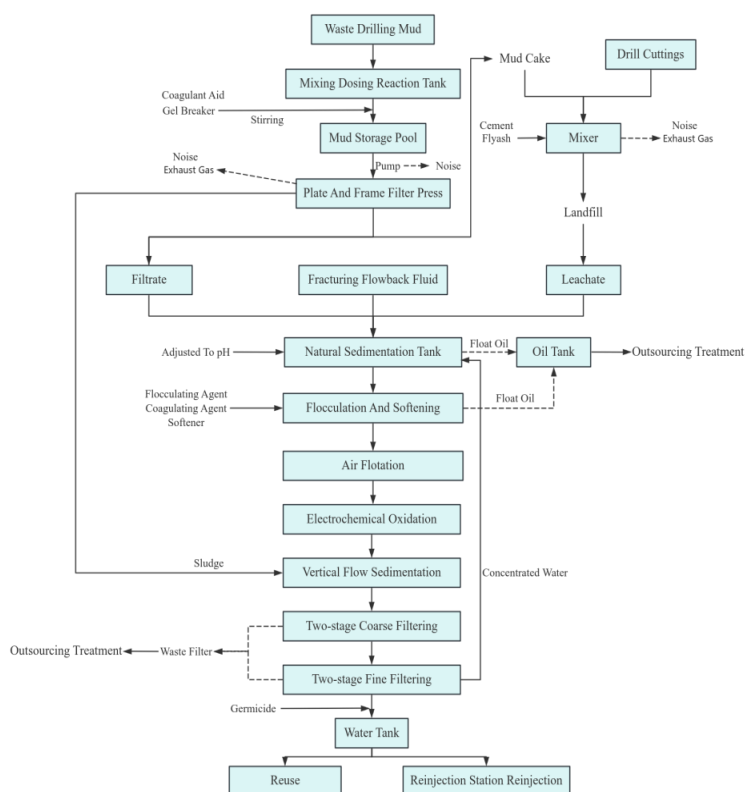 Waste Drilling Mud
Mud Cake
Drill Cuttings
Mixing Dosing Reaction Tank
Coagulant Aid
Gel Breaker
Stirring
Mud Storage Pool
Cement
Flyash
Mixer
Noise
Exhaust Gas
Noise
Exhaust Gas
Pump
Noise
Plate And Frame Filter Press
Landfill
Filtrate
Fracturing Flowback Fluid
Leachate
Adjusted To pH
Natural Sedimentation Tank
Float Oil
Oil Tank
Outsourcing Treatment
Flocculating Agent
Coagulating Agent
Softener
Flocculation And Softening
Float Oil
Air Flotation
Electrochemical Oxidation
Sludge
Vertical Flow Sedimentation
Concentrated Water
Two-stage Coarse Filtering
Outsourcing Treatment
Waste Filter
Two-stage Fine Filtering
Germicide
Water Tank
Reuse
Reinjection Station Reinjection